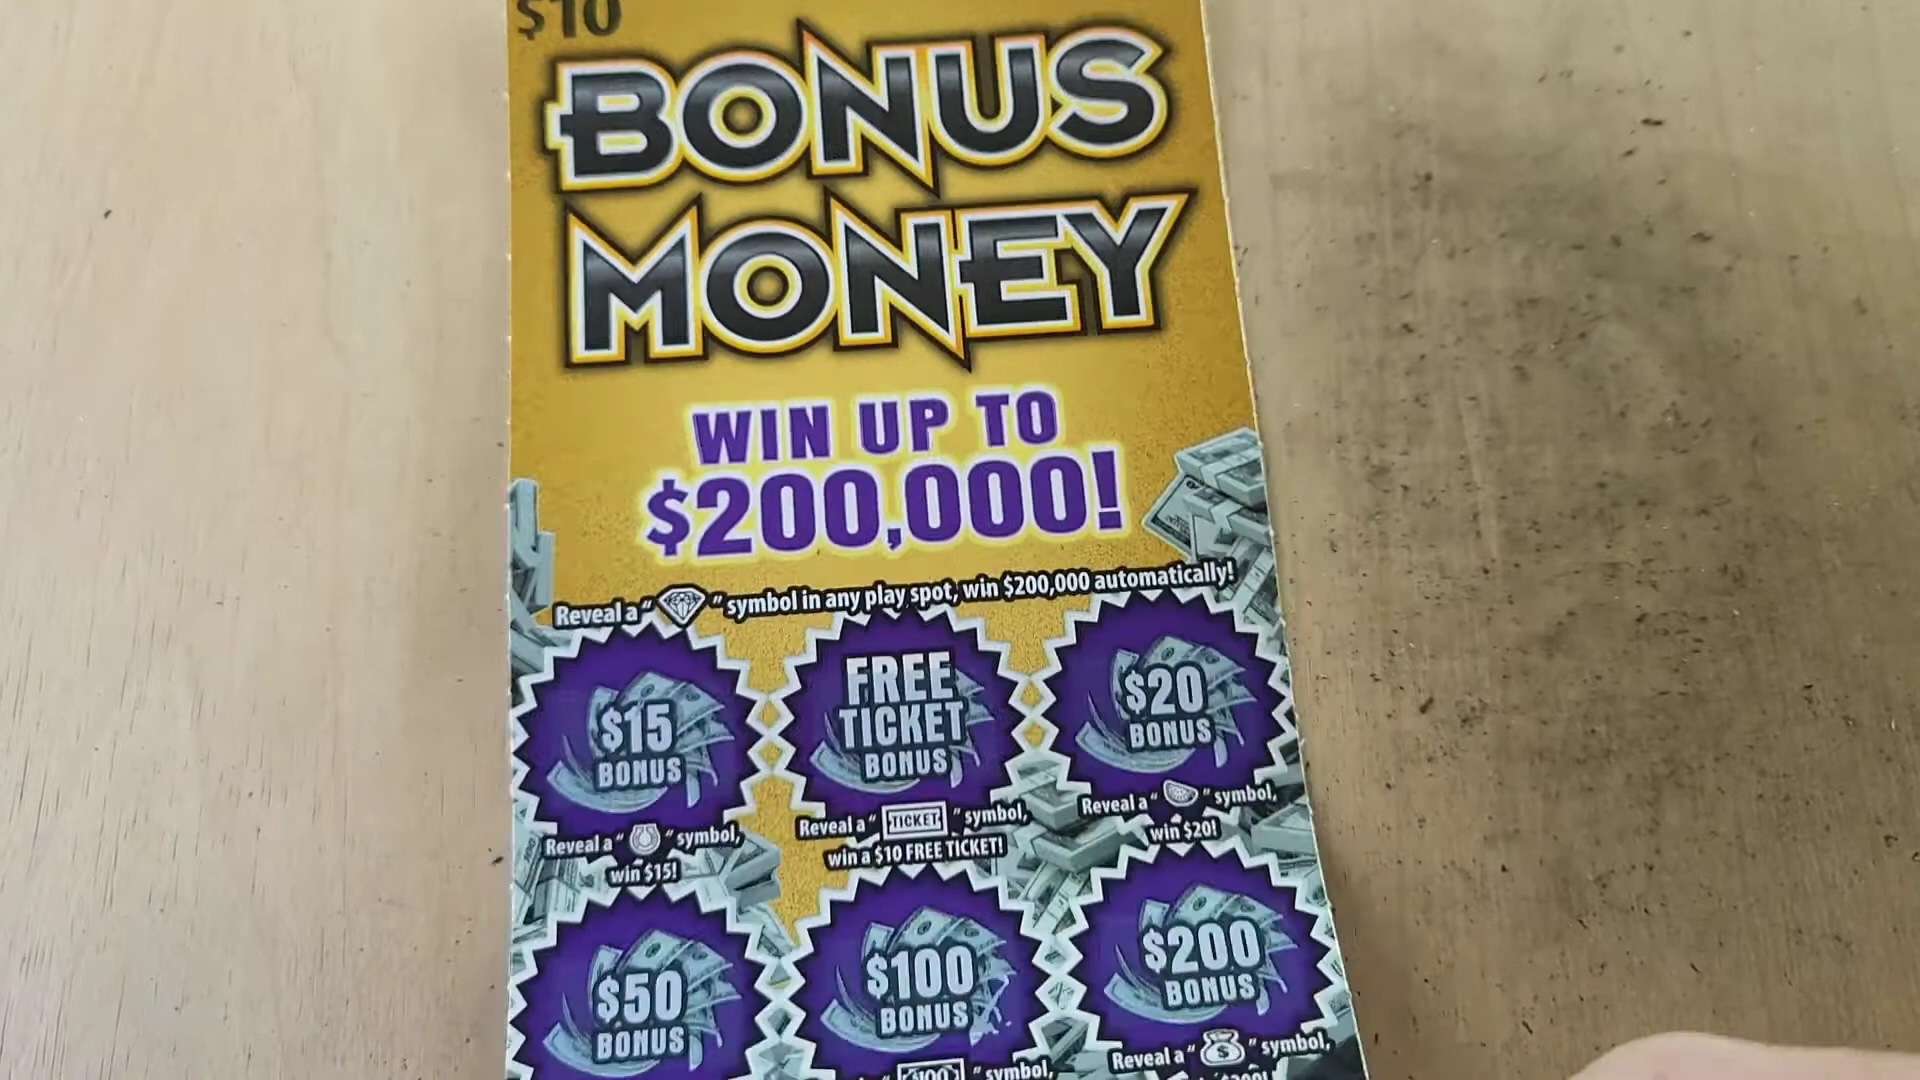 $10
BONUS
MONEY
WIN UP TO
$200,000!
Reveal a " " symbol in any play spot, win $200,000 automatically!
$15
BONUS
FREE
TICKET
BONUS
$20
BONUS
Reveal a " " symbol,
win $15!
Reveal a " TICKET " symbol,
win a $10 FREE TICKET!
Reveal a " " symbol,
win $20!
$50
BONUS
$100
BONUS
$200
BONUS
$100 " symbol,
Reveal a " $ " symbol,